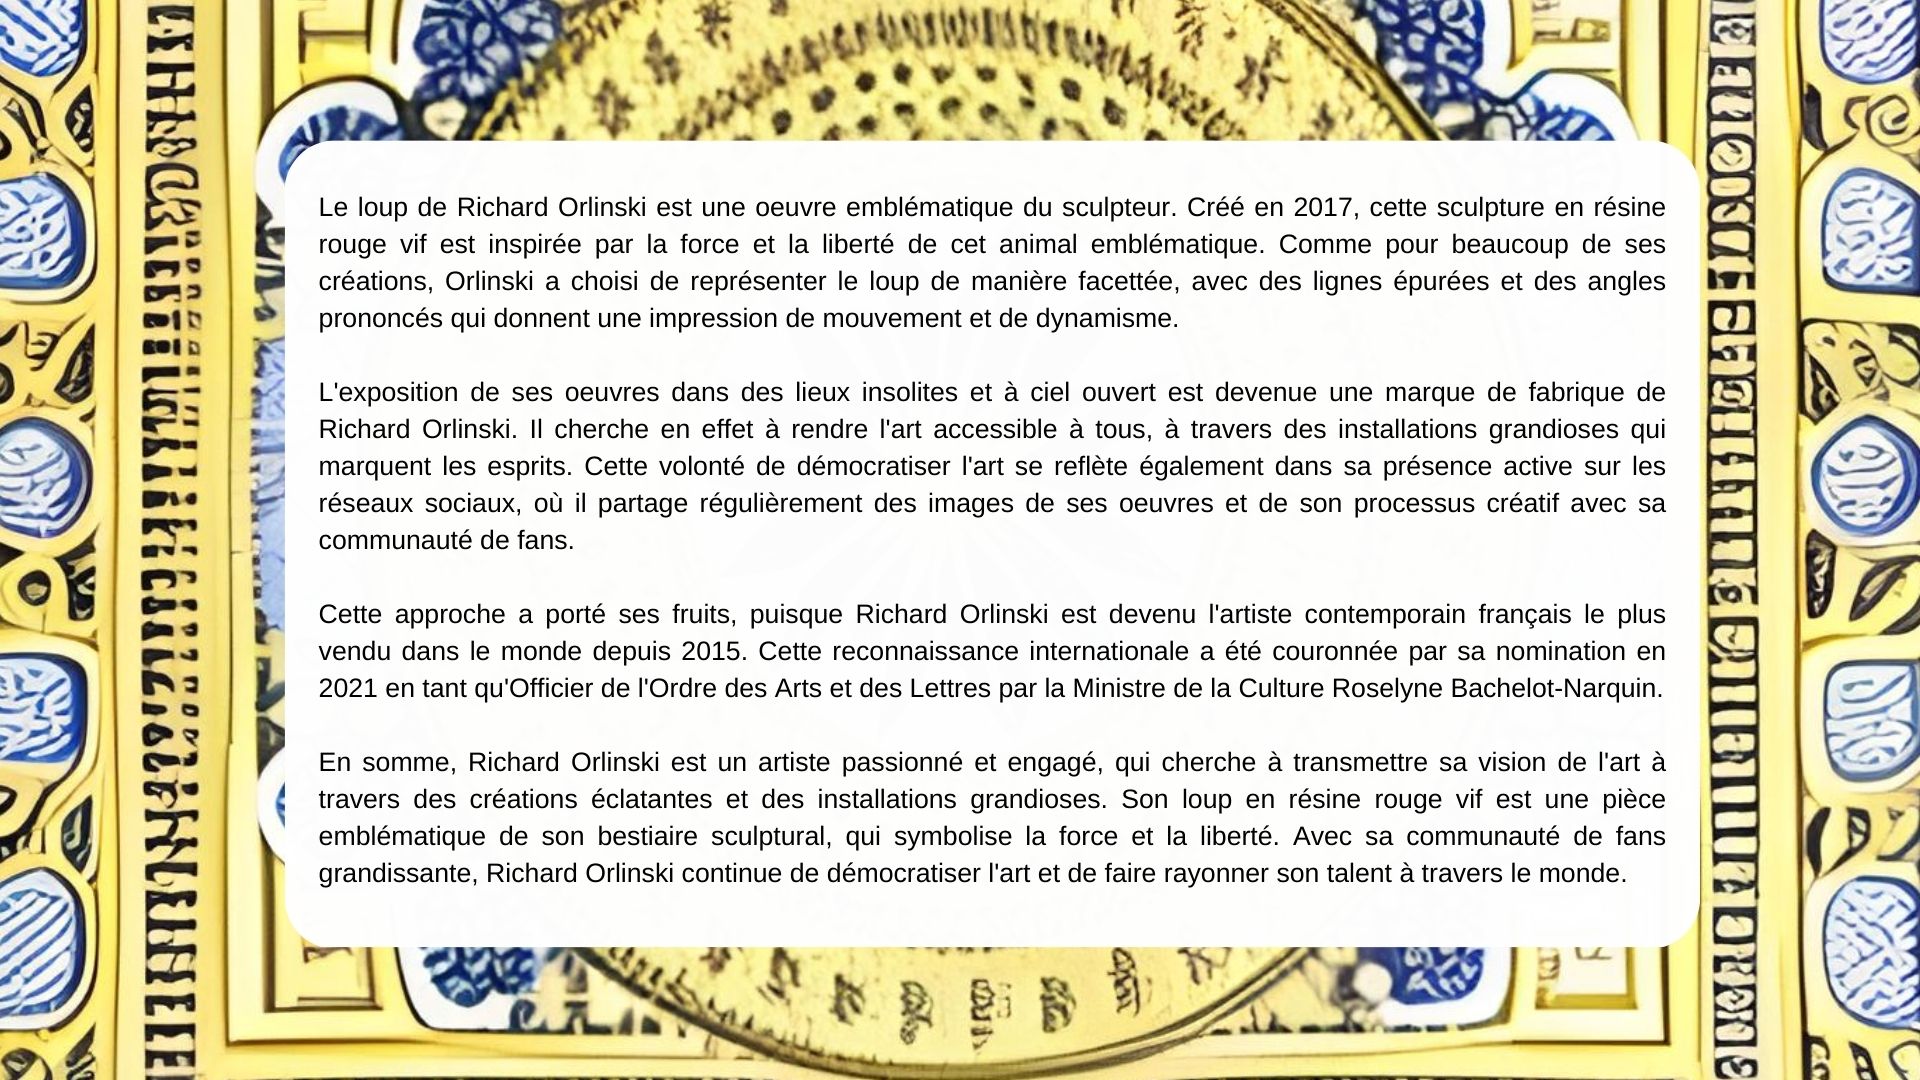 Le loup de Richard Orlinski est une oeuvre emblématique du sculpteur. Créé en 2017, cette sculpture en résine
rouge vif est inspirée par la force et la liberté de cet animal emblématique. Comme pour beaucoup de ses
créations, Orlinski a choisi de représenter le loup de manière facettée, avec des lignes épurées et des angles
prononcés qui donnent une impression de mouvement et de dynamisme.
L'exposition de ses oeuvres dans des lieux insolites et à ciel ouvert est devenue une marque de fabrique de
Richard Orlinski. Il cherche en effet à rendre l'art accessible à tous, à travers des installations grandioses qui
marquent les esprits. Cette volonté de démocratiser l'art se reflète également dans sa présence active sur les
réseaux sociaux, où il partage régulièrement des images de ses oeuvres et de son processus créatif avec sa
communauté de fans.
Cette approche a porté ses fruits, puisque Richard Orlinski est devenu l'artiste contemporain français le plus
vendu dans le monde depuis 2015. Cette reconnaissance internationale a été couronnée par sa nomination en
2021 en tant qu'Officier de l'Ordre des Arts et des Lettres par la Ministre de la Culture Roselyne Bachelot-Narquin.
En somme, Richard Orlinski est un artiste passionné et engagé, qui cherche à transmettre sa vision de l'art à
travers des créations éclatantes et des installations grandioses. Son loup en résine rouge vif est une pièce
emblématique de son bestiaire sculptural, qui symbolise la force et la liberté. Avec sa communauté de fans
grandissante, Richard Orlinski continue de démocratiser l'art et de faire rayonner son talent à travers le monde.